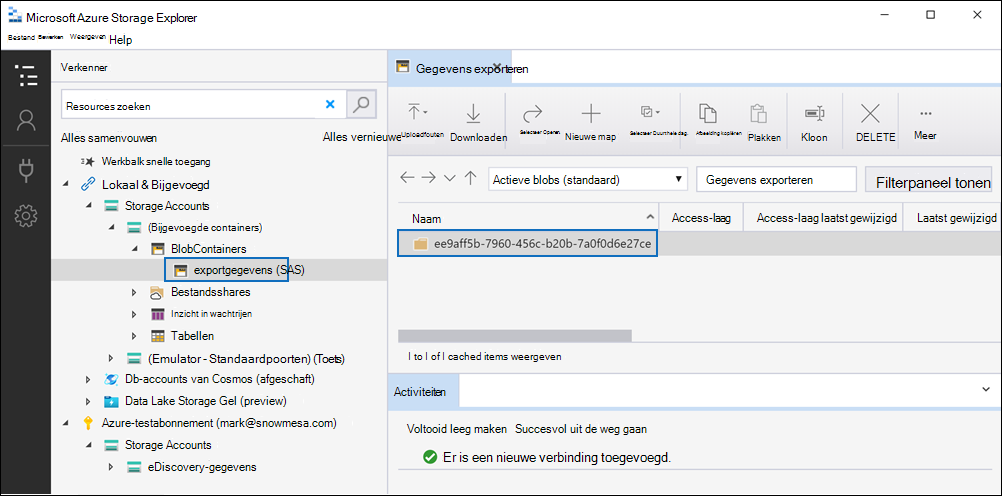 Microsoft Azure Storage Explorer
Bestand Bewerken Weergeven Help
Verkenner
Resources zoeken
Alles samenvouwen Alles vernieuwe
Werkbalk snelle toegang
Lokaal & Bijgevoegd
Storage Accounts
(Bijgevoegde containers)
BlobContainers
exportgegevens (SAS)
Bestandsshares
Inzicht in wachtrijen
Tabellen
(Emulator - Standaardpoorten) (Toets)
Db-accounts van Cosmos (afgeschaft)
Data Lake Storage Gel (preview)
Azure-testabonnement (mark@snowmesa.com)
Storage Accounts
eDiscovery-gegevens
Gegevens exporteren
Uploadfouten Downloaden Selecteer Openen Nieuwe map Selecteer Duurthele dag. Afbeelding kopiëren Plakken Kloon DELETE Meer
Actieve blobs (standaard) Gegevens exporteren Filterpaneel tonen
Naam Access-laag Access-laag laatst gewijzigd Laatst gewijzigd
ee9aff5b-7960-456c-b20b-7a0f0d6e27ce
I to I of I cached items weergeven
Activiteiten
Voltooid leeg maken Succesvol uit de weg gaan
Er is een nieuwe verbinding toegevoegd.